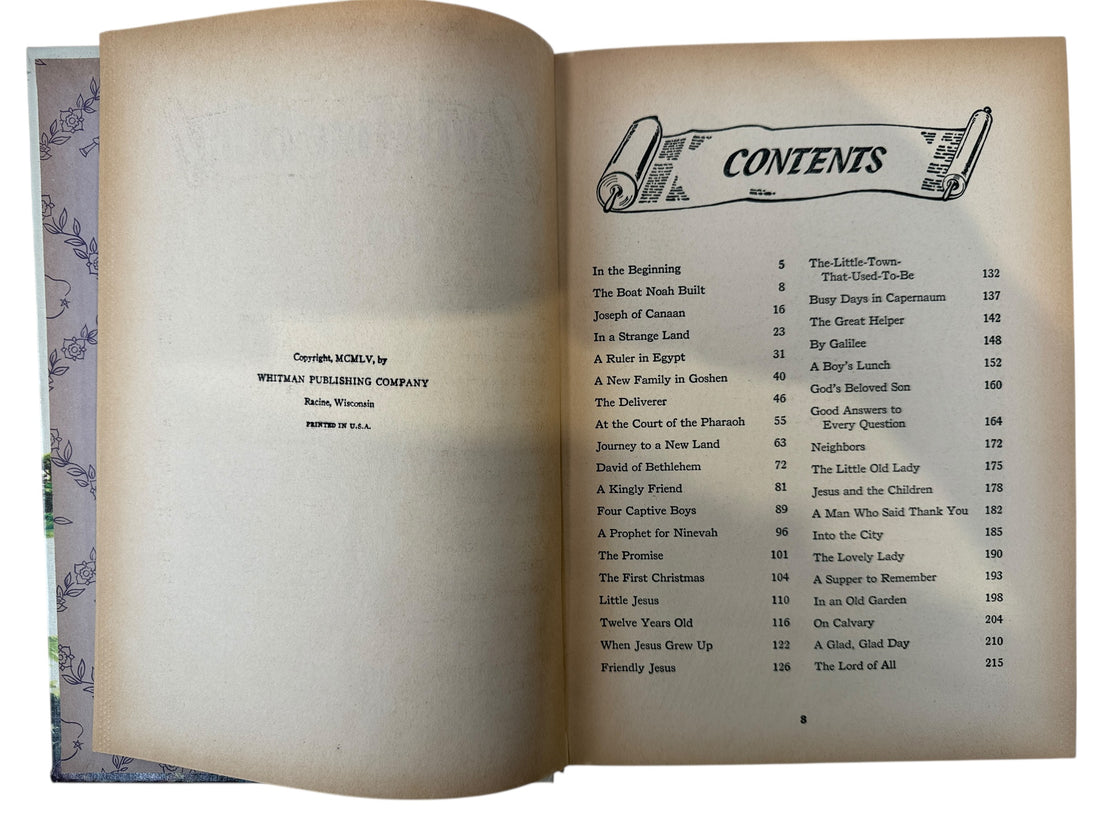 Copyright, MCMLV, by
WHITMAN PUBLISHING COMPANY
Racine, Wisconsin
PRINTED IN U.S.A.
CONTENTS
In the Beginning 5
The Boat Noah Built 8
Joseph of Canaan 16
In a Strange Land 23
A Ruler in Egypt 31
A New Family in Goshen 40
The Deliverer 46
At the Court of the Pharaoh 55
Journey to a New Land 63
David of Bethlehem 72
A Kingly Friend 81
Four Captive Boys 89
A Prophet for Ninevah 96
The Promise 101
The First Christmas 104
Little Jesus 110
Twelve Years Old 116
When Jesus Grew Up 122
Friendly Jesus 126
The-Little-Town-
That-Used-To-Be 132
Busy Days in Capernaum 137
The Great Helper 142
By Galilee 148
A Boy's Lunch 152
God's Beloved Son 160
Good Answers to
Every Question 164
Neighbors 172
The Little Old Lady 175
Jesus and the Children 178
A Man Who Said Thank You 182
Into the City 185
The Lovely Lady 190
A Supper to Remember 193
In an Old Garden 198
On Calvary 204
A Glad, Glad Day 210
The Lord of All 215